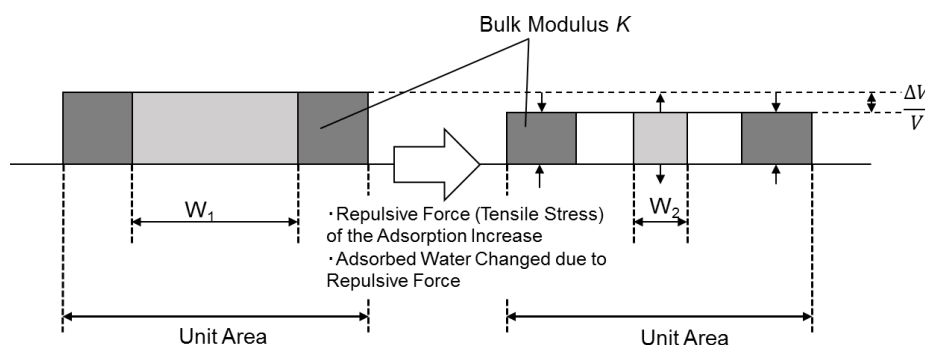 Bulk Modulus K
ΔV
V
W₁
・Repulsive Force (Tensile Stress)
of the Adsorption Increase
・Adsorbed Water Changed due to
Repulsive Force
W₂
Unit Area
Unit Area